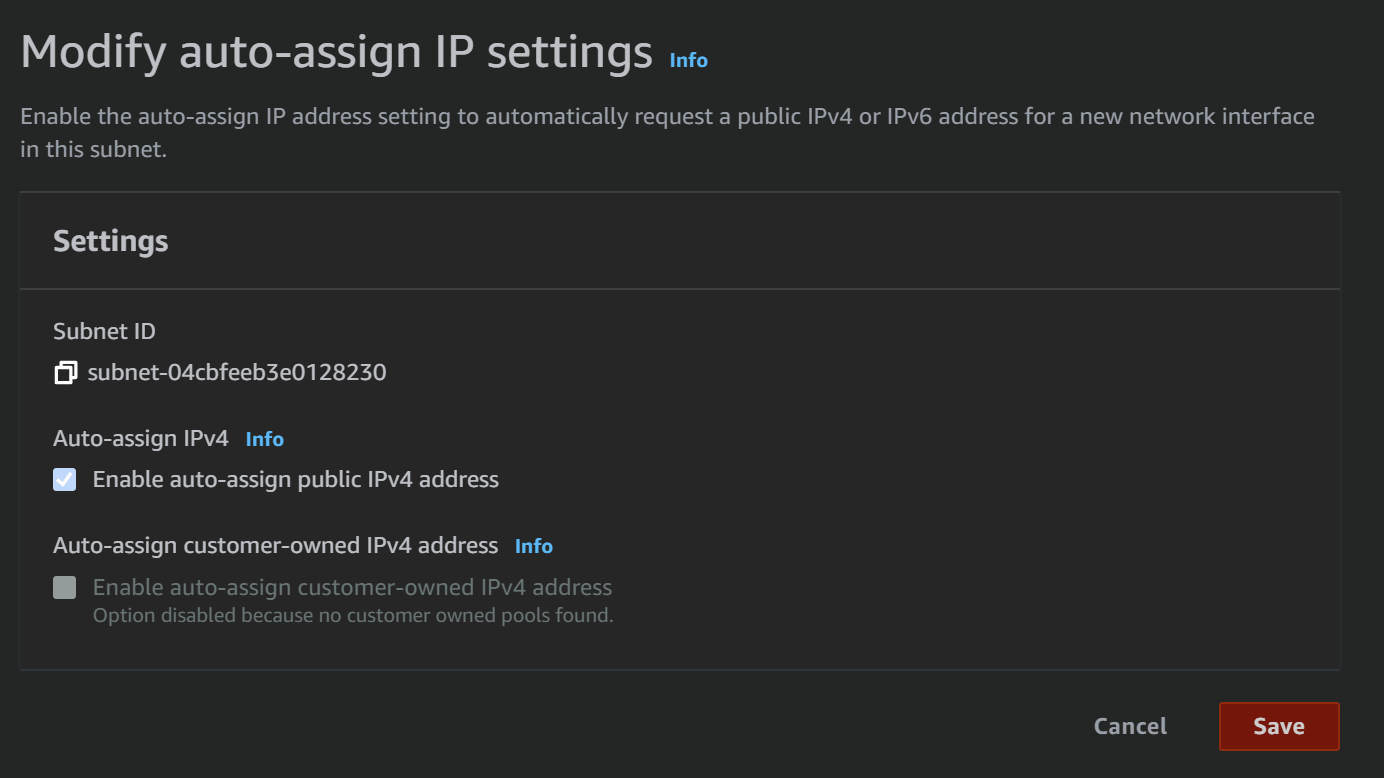 Modify auto-assign IP settings Info
Enable the auto-assign IP address setting to automatically request a public IPv4 or IPv6 address for a new network interface
in this subnet.
Settings
Subnet ID
subnet-04cbfeeb3e0128230
Auto-assign IPv4 Info
Enable auto-assign public IPv4 address
Auto-assign customer-owned IPv4 address Info
Enable auto-assign customer-owned IPv4 address
Option disabled because no customer owned pools found.
Cancel Save